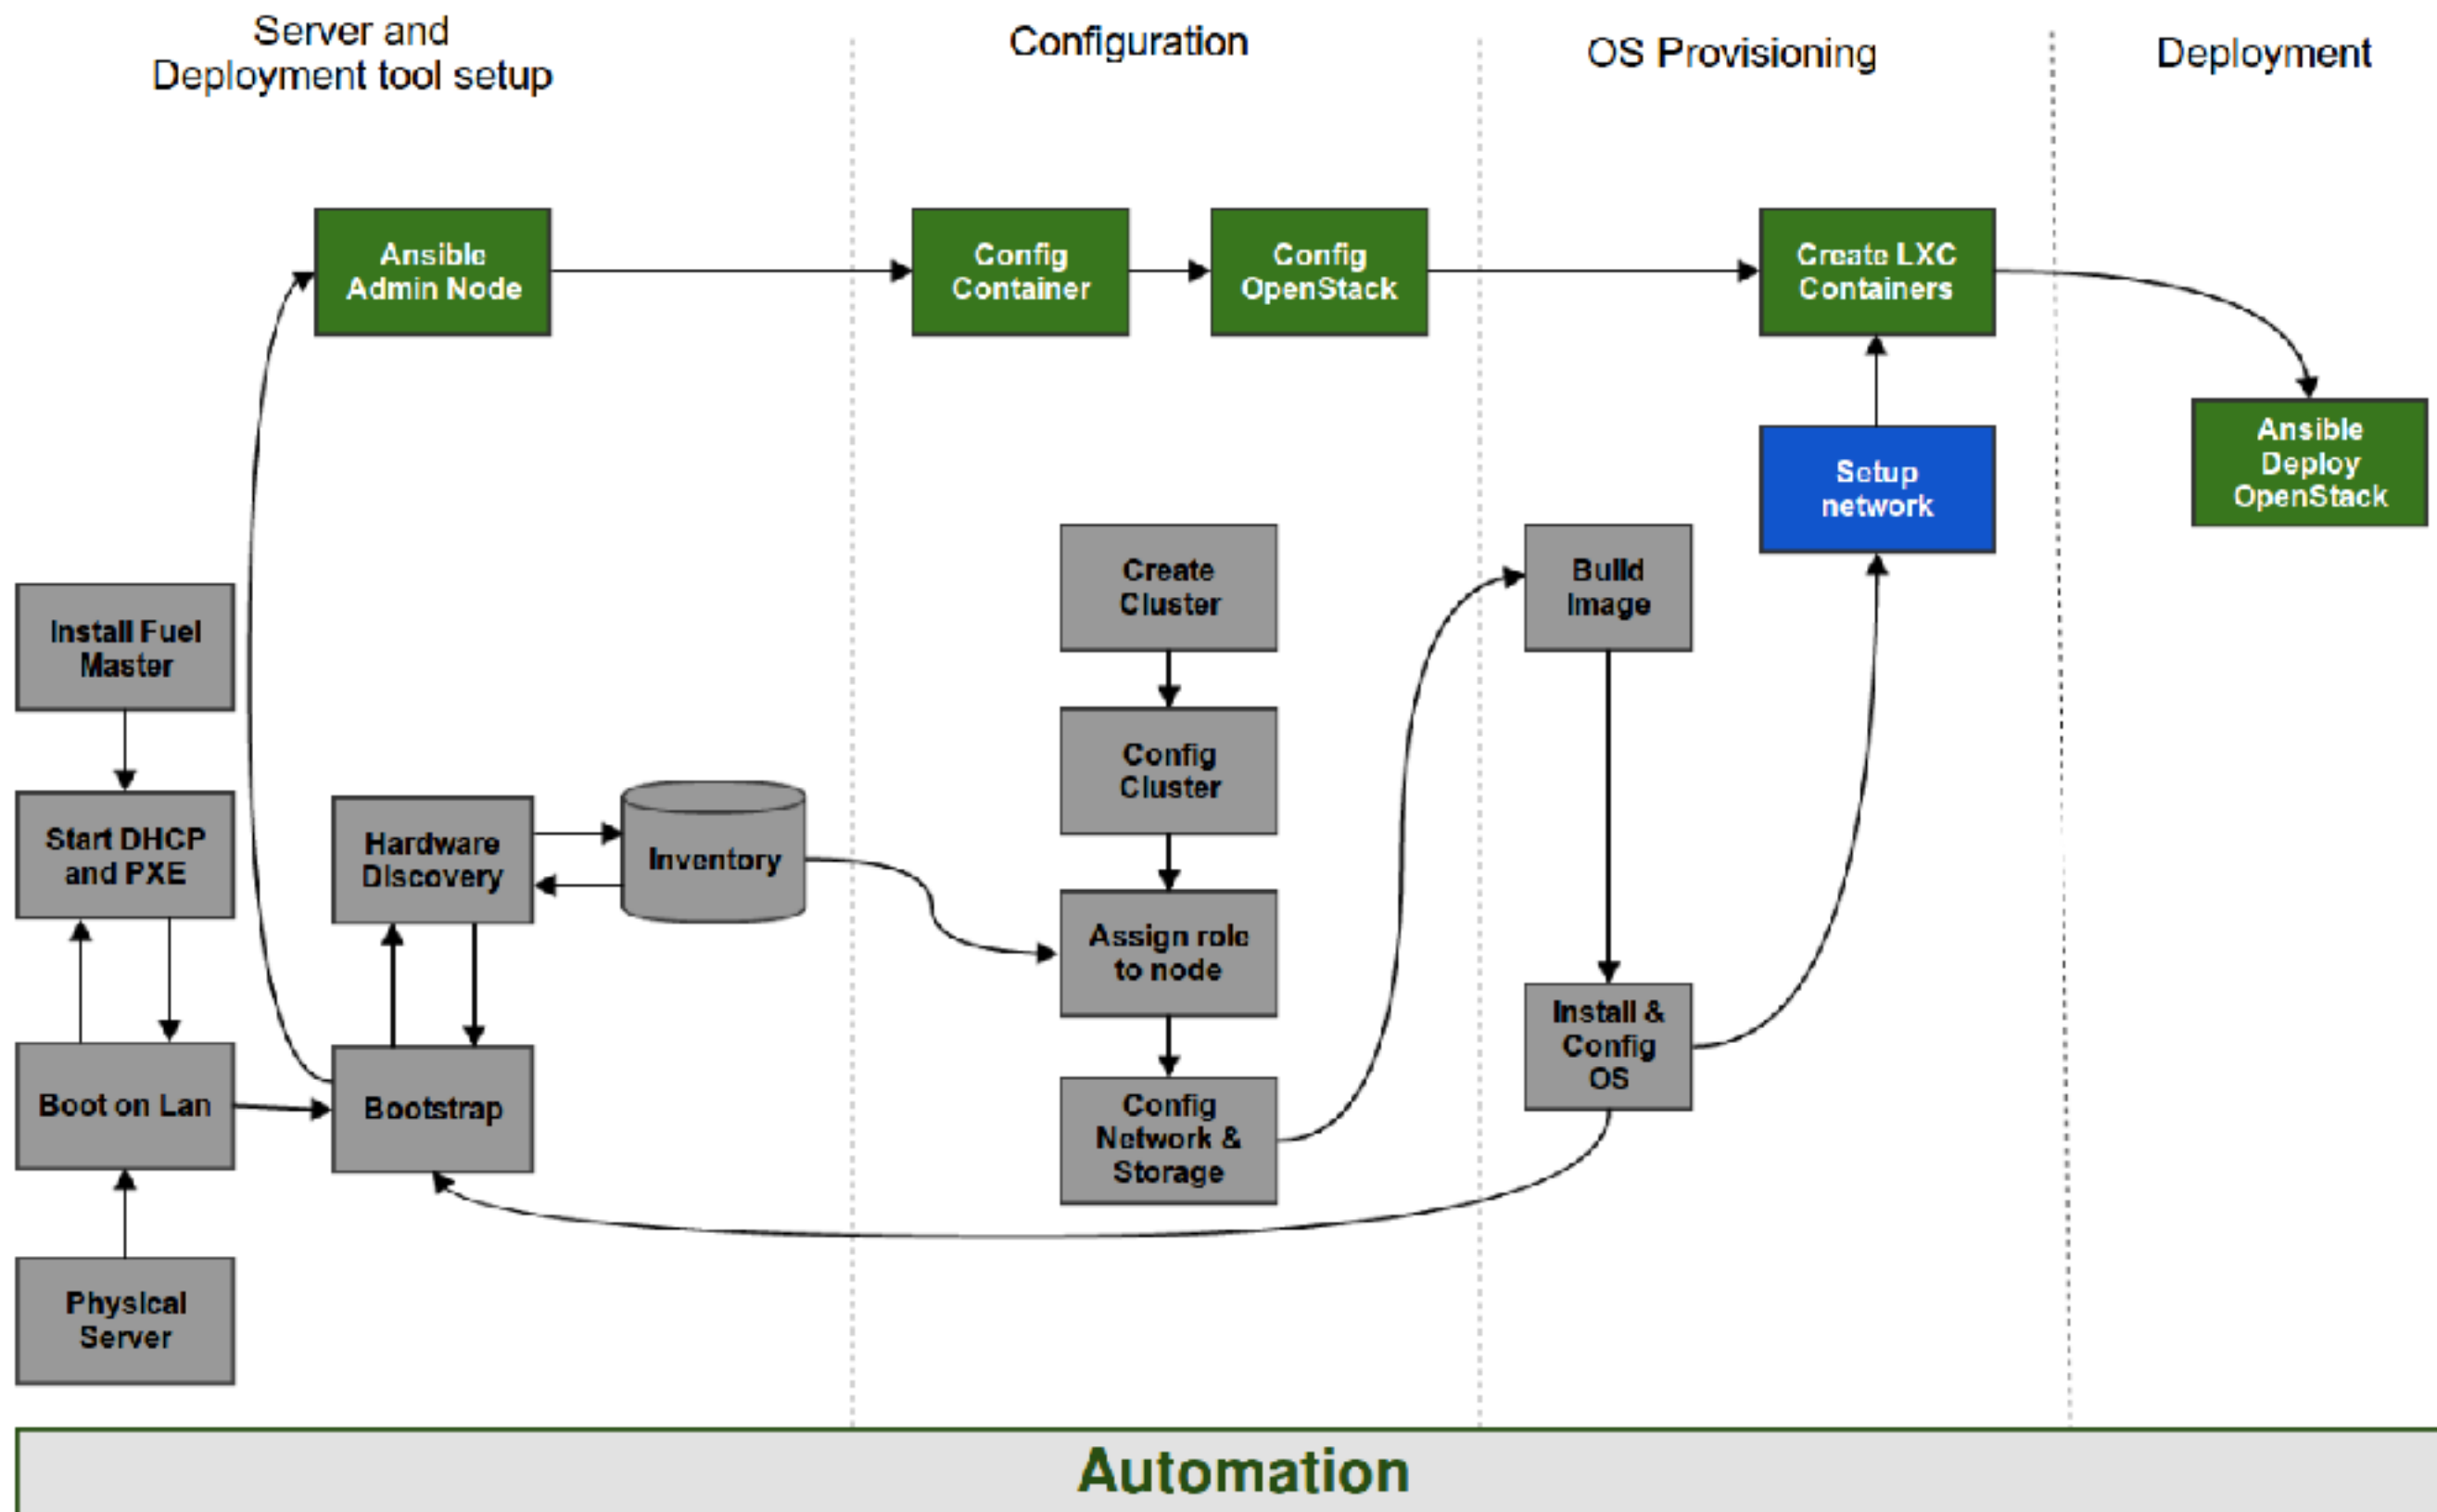 Server and
Deployment tool setup
Configuration
OS Provisioning
Deployment
Ansible
Admin Node
Config
Container
Config
OpenStack
Create LXC
Containers
Ansible
Deploy
OpenStack
Setup
network
Install Fuel
Master
Create
Cluster
Build
Image
Start DHCP
and PXE
Hardware
Discovery
Inventory
Config
Cluster
Assign role
to node
Boot on Lan
Bootstrap
Config
Network &
Storage
Install &
Config
OS
Physical
Server
Automation